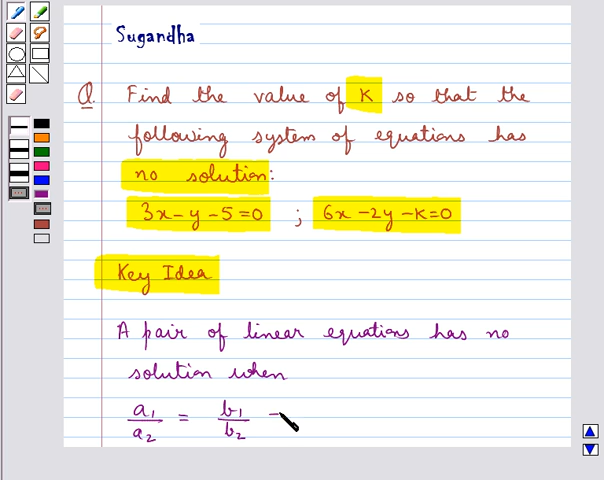 Sugandha
Q. Find the value of K so that the
following system of equations has
no solution:
3x-y-5=0 ; 6x-2y-K=0
Key Idea
A pair of linear equations has no
solution when
a₁/a₂ = b₁/b₂